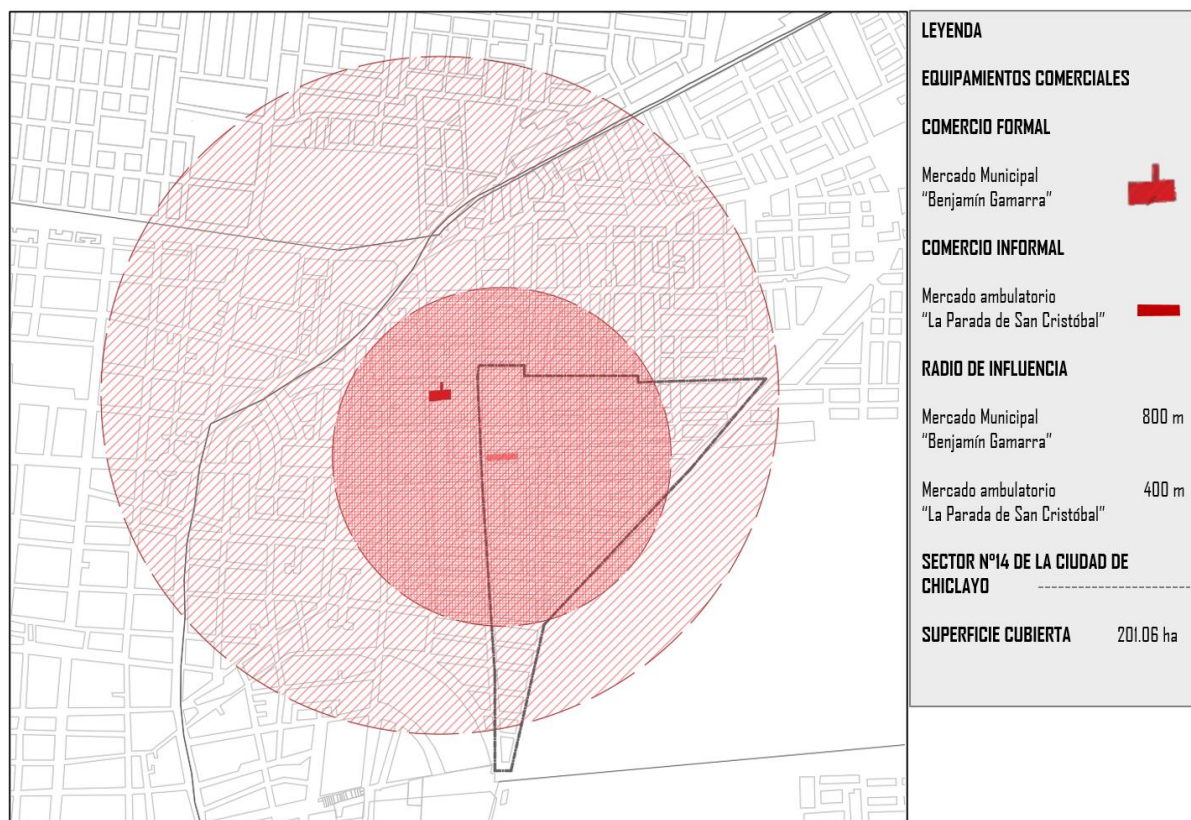 LEYENDA
EQUIPAMIENTOS COMERCIALES
COMERCIO FORMAL
Mercado Municipal
“Benjamín Gamarra”
COMERCIO INFORMAL
Mercado ambulatorio
“La Parada de San Cristóbal”
RADIO DE INFLUENCIA
Mercado Municipal 800 m
“Benjamín Gamarra”
Mercado ambulatorio 400 m
“La Parada de San Cristóbal”
SECTOR N°14 DE LA CIUDAD DE
CHICLAYO
SUPERFICIE CUBIERTA 201.06 ha